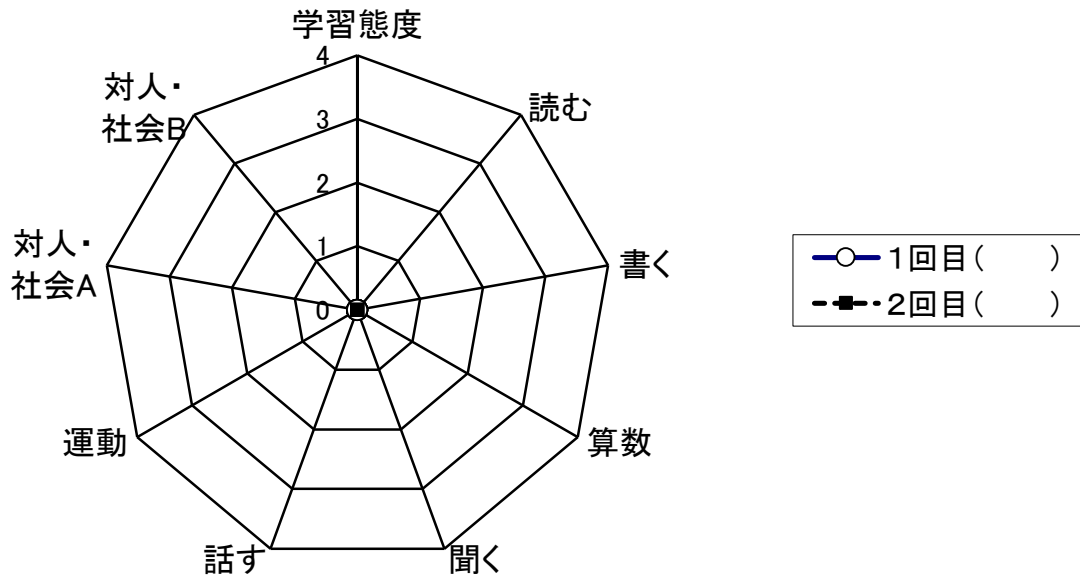 学習態度
読む
書く
算数
聞く
話す
運動
対人・
社会A
対人・
社会B
4
3
2
1
0
1回目(　　)
2回目(　　)